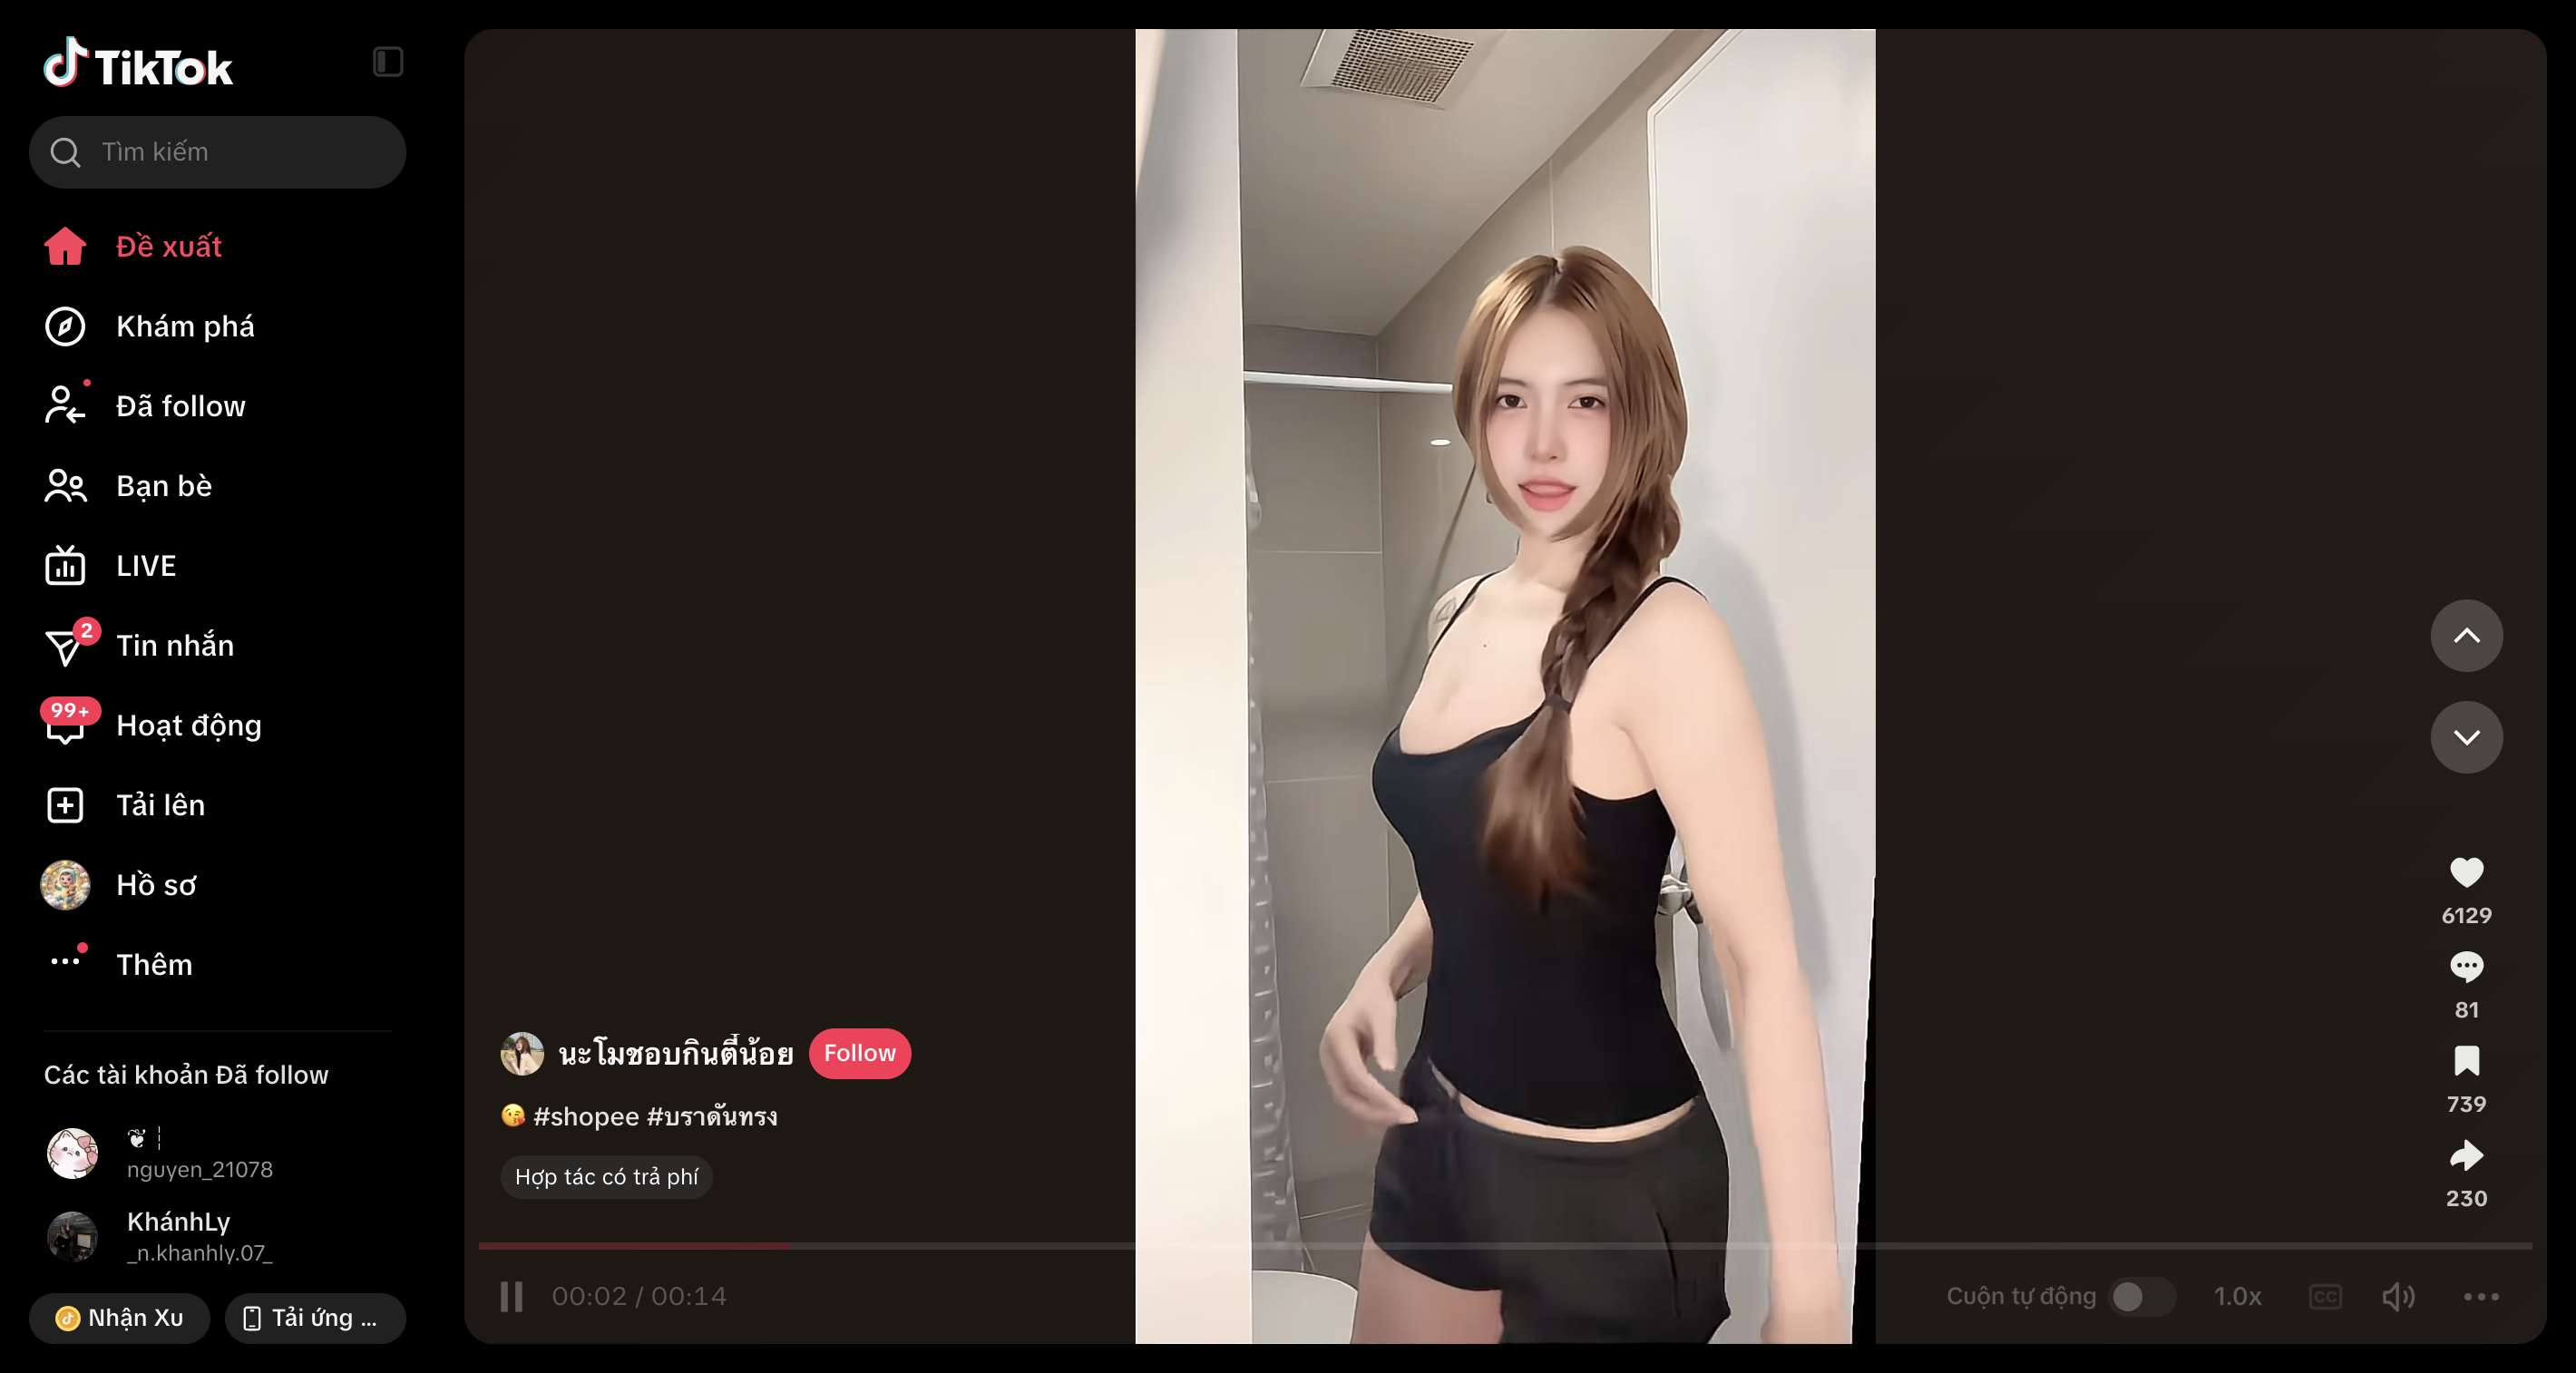 TikTok
Tìm kiếm
Đề xuất
Khám phá
Đã follow
Bạn bè
LIVE
2
Tin nhắn
99+
Hoạt động
Tải lên
Hồ sơ
Thêm
Các tài khoản Đã follow
nguyen_21078
KhánhLy
_n.khanhly.07_
Nhận Xu
Tải ứng ...
นะโมชอบกินตี๋น้อย
Follow
😘 #shopee #บราดันทรง
Hợp tác có trả phí
00:02 / 00:14
6129
81
739
230
Cuộn tự động
1.0x
CC